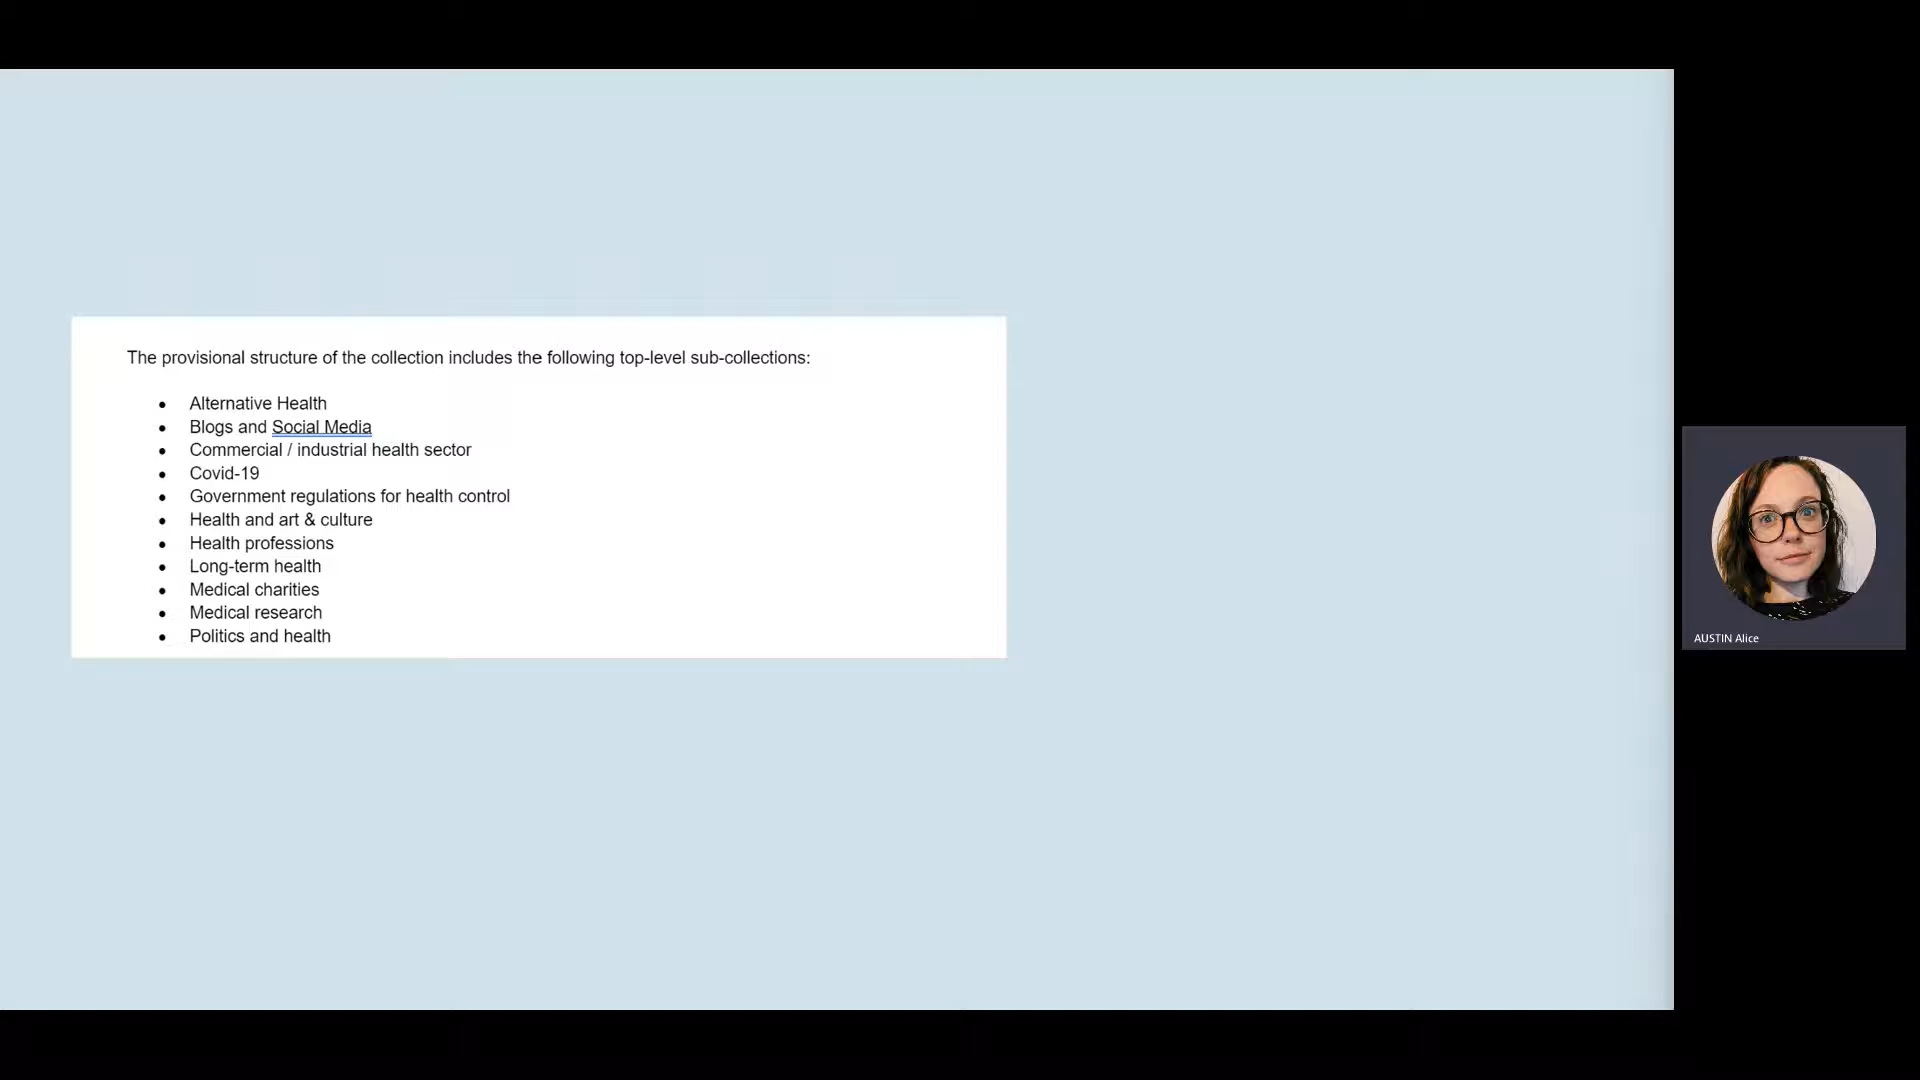 The provisional structure of the collection includes the following top-level sub-collections:
• Alternative Health
• Blogs and Social Media
• Commercial / industrial health sector
• Covid-19
• Government regulations for health control
• Health and art & culture
• Health professions
• Long-term health
• Medical charities
• Medical research
• Politics and health
AUSTIN Alice